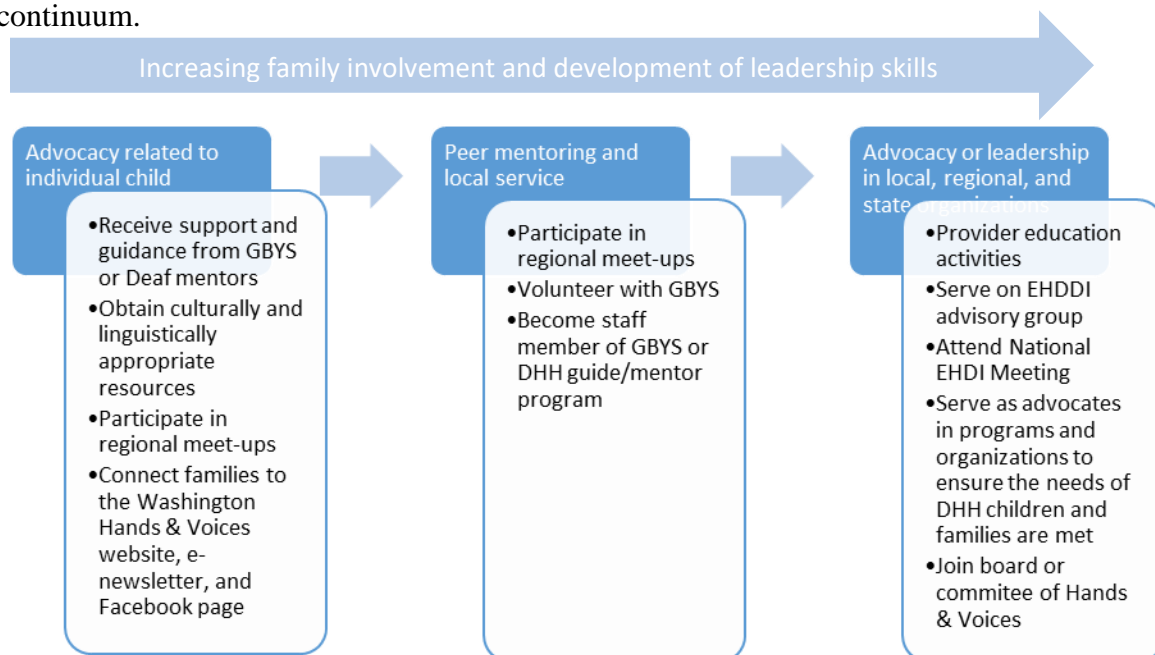 continuum.
Increasing family involvement and development of leadership skills
Advocacy related to
individual child
•Receive support and
guidance from GBYS
or Deaf mentors
•Obtain culturally and
linguistically
appropriate
resources
•Participate in
regional meet-ups
•Connect families to
the Washington
Hands & Voices
website, e-
newsletter, and
Facebook page
Peer mentoring and
local service
•Participate in
regional meet-ups
•Volunteer with GBYS
•Become staff
member of GBYS or
DHH guide/mentor
program
Advocacy or leadership
in local, regional, and
state organizations
•Provider education
activities
•Serve on EHDDI
advisory group
•Attend National
EHDI Meeting
•Serve as advocates
in programs and
organizations to
ensure the needs of
DHH children and
families are met
•Join board or
commitee of Hands
& Voices